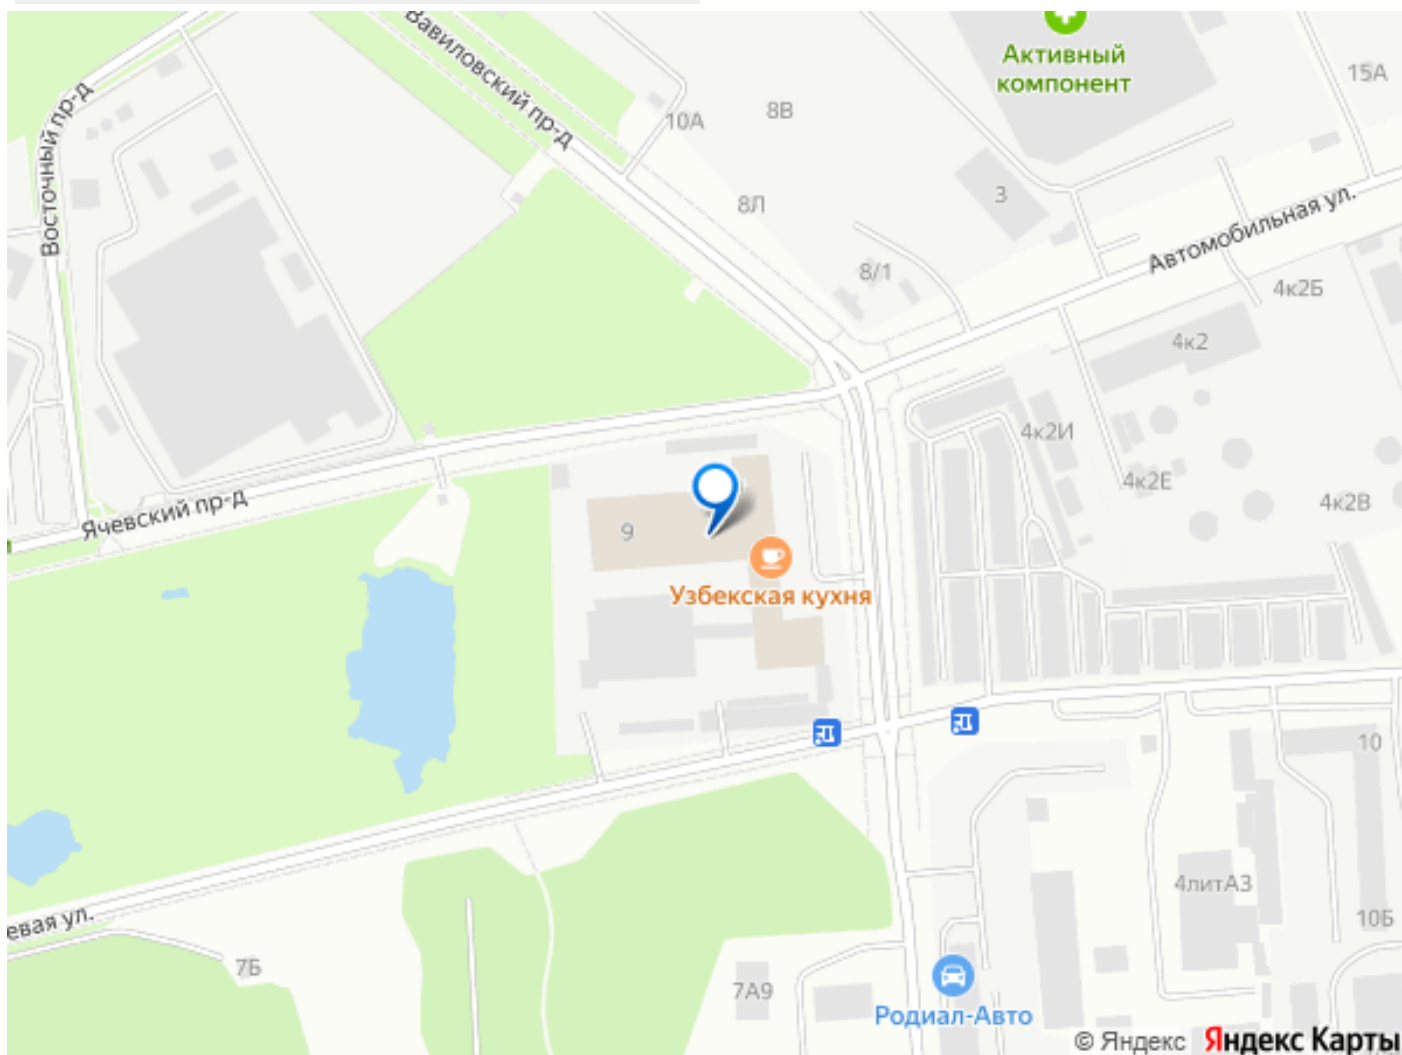 Вавиловский пр-д
Активный
компонент
15А
8В
10А
Восточный пр-д
3
8Л
Автомобильная ул.
8/1
4к2Б
4к2
4к2И
4к2Е
4к2В
Ячевский пр-д
9
Узбекская кухня
10
4литА3
10Б
евая ул.
7Б
7А9
Родиал-Авто
© Яндекс Яндекс Карты